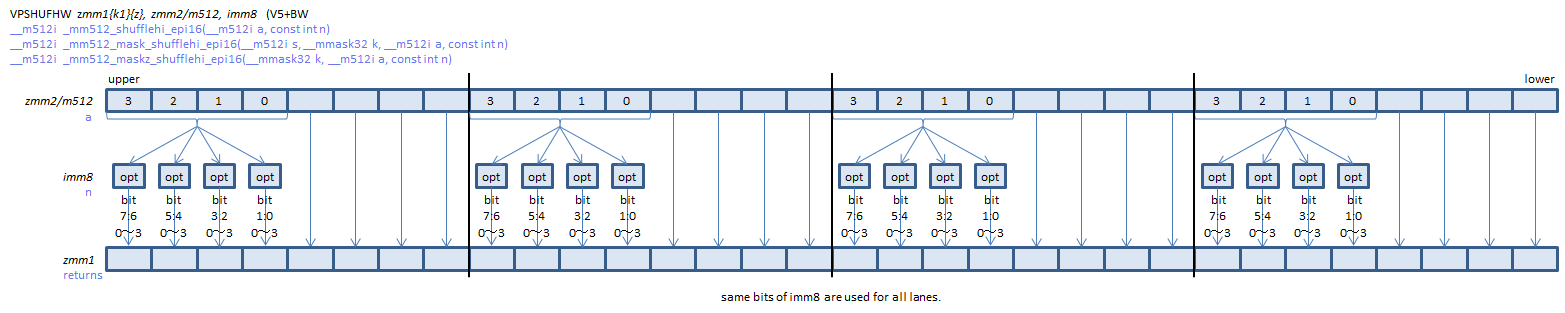 VPSHUFHW zmm1{k1}{z}, zmm2/m512, imm8 (V5+BW
__m512i _mm512_shufflehi_epi16(__m512i a, const int n)
__m512i _mm512_mask_shufflehi_epi16(__m512i s, __mmask32 k, __m512i a, const int n)
__m512i _mm512_maskz_shufflehi_epi16(__mmask32 k, __m512i a, const int n)
upper lower
zmm2/m512 3 2 1 0 3 2 1 0 3 2 1 0 3 2 1 0
a
imm8 opt opt opt opt opt opt opt opt opt opt opt opt opt opt opt opt
n
bit bit bit bit bit bit bit bit bit bit bit bit bit bit bit bit
7:6 5:4 3:2 1:0 7:6 5:4 3:2 1:0 7:6 5:4 3:2 1:0 7:6 5:4 3:2 1:0
0～3 0～3 0～3 0～3 0～3 0～3 0～3 0～3 0～3 0～3 0～3 0～3 0～3 0～3 0～3 0～3
zmm1
returns
same bits of imm8 are used for all lanes.